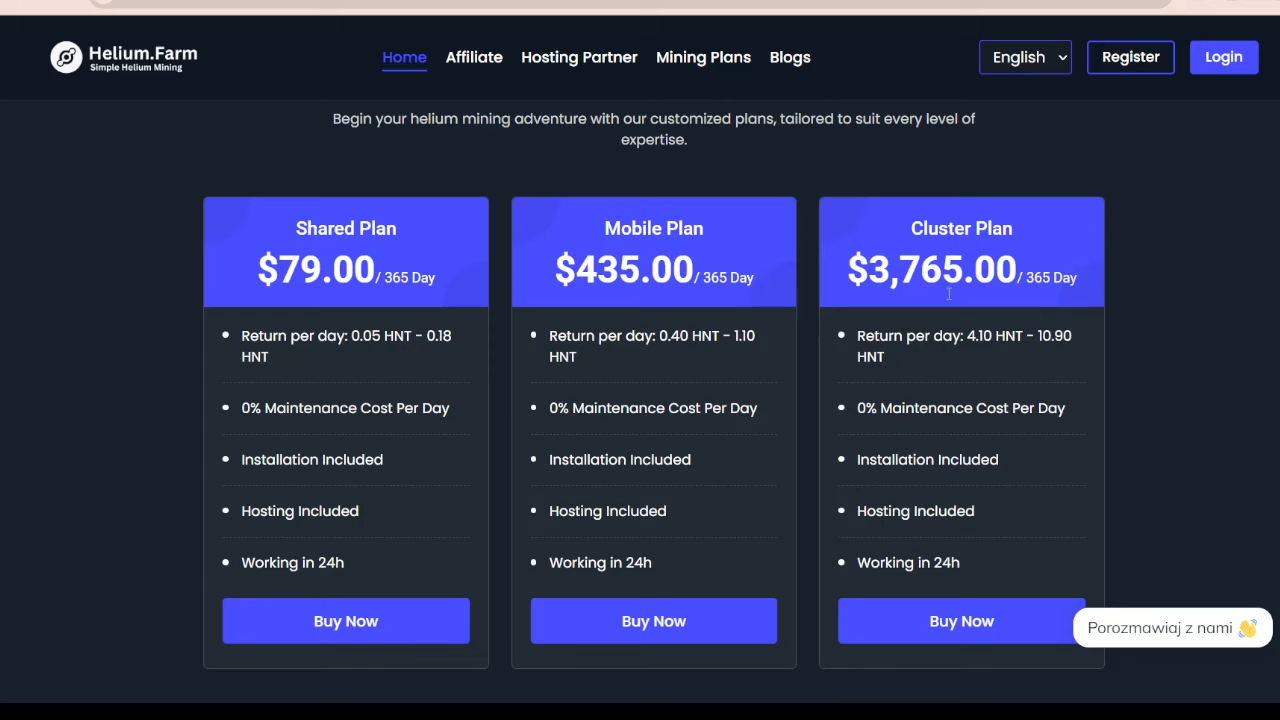 Helium.Farm
Simple Helium Mining
Home
Affiliate
Hosting Partner
Mining Plans
Blogs
English
Register
Login
Begin your helium mining adventure with our customized plans, tailored to suit every level of
expertise.
Shared Plan
$79.00/ 365 Day
Return per day: 0.05 HNT - 0.18
HNT
0% Maintenance Cost Per Day
Installation Included
Hosting Included
Working in 24h
Buy Now
Mobile Plan
$435.00/ 365 Day
Return per day: 0.40 HNT - 1.10
HNT
0% Maintenance Cost Per Day
Installation Included
Hosting Included
Working in 24h
Buy Now
Cluster Plan
$3,765.00/ 365 Day
Return per day: 4.10 HNT - 10.90
HNT
0% Maintenance Cost Per Day
Installation Included
Hosting Included
Working in 24h
Buy Now
Porozmawiaj z nami 👋